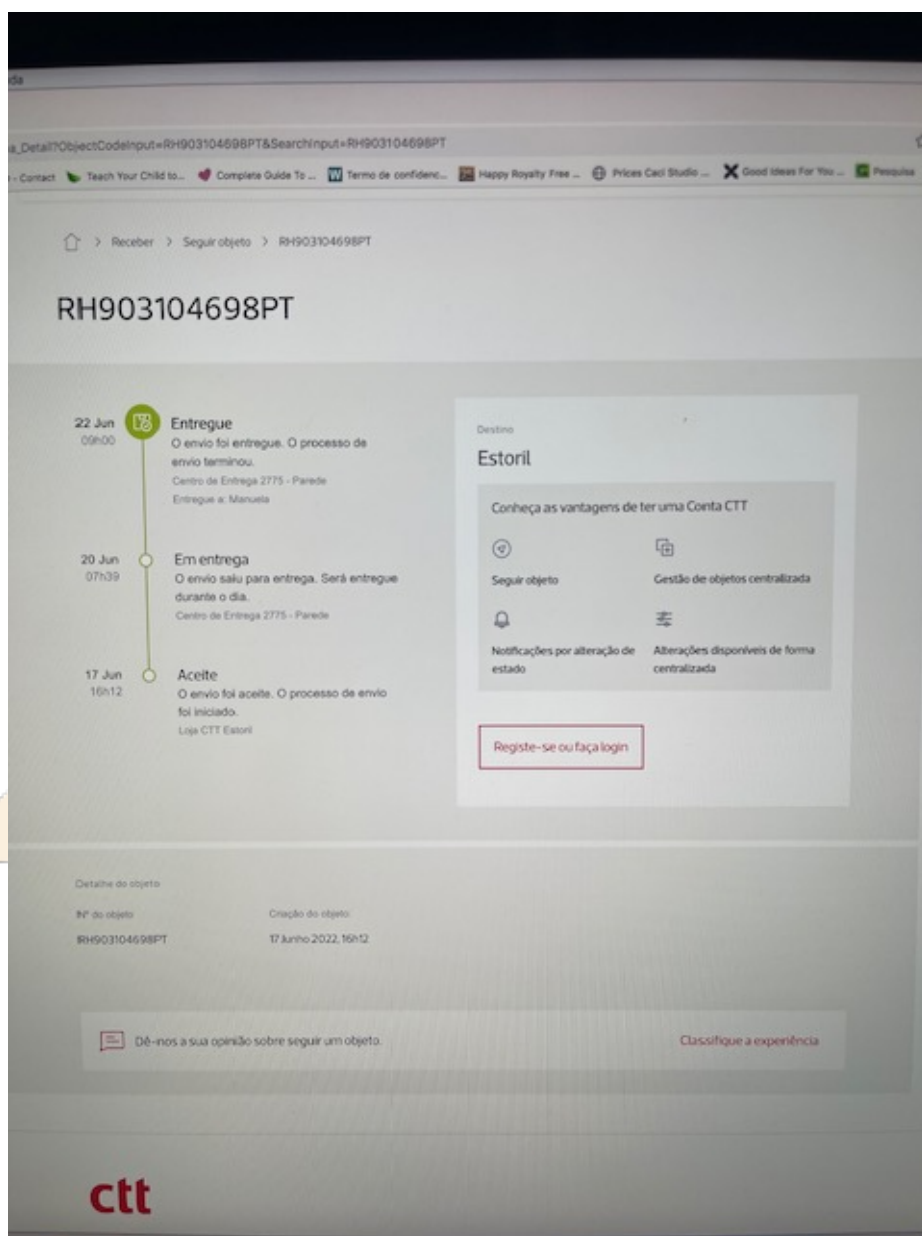 da
a_Detail?ObjectCodeInput=RH903104698PT&SearchInput=RH903104698PT
- Contact Teach Your Child to... Complete Guide To ... Termo de confidenc... Happy Royalty Free ... Prices Caci Studio ... Good Ideas For You ... Pesquisa
> Receber > Seguir objeto > RH903104698PT
RH903104698PT
22 Jun
09h00
Entregue
O envio foi entregue. O processo de
envio terminou.
Centro de Entrega 2775 - Parede
Entregue a: Manuela
20 Jun
07h39
Em entrega
O envio saiu para entrega. Será entregue
durante o dia.
Centro de Entrega 2775 - Parede
17 Jun
16h12
Aceite
O envio foi aceite. O processo de envio
foi iniciado.
Loja CTT Estoril
Destino
Estoril
Conheça as vantagens de ter uma Conta CTT
Seguir objeto
Gestão de objetos centralizada
Notificações por alteração de
estado
Alterações disponíveis de forma
centralizada
Registe-se ou faça login
Detalhe do objeto
Nº do objeto
RH903104698PT
Criação do objeto:
17 Junho 2022, 16h12
Dê-nos a sua opinião sobre seguir um objeto.
Classifique a experiência
ctt